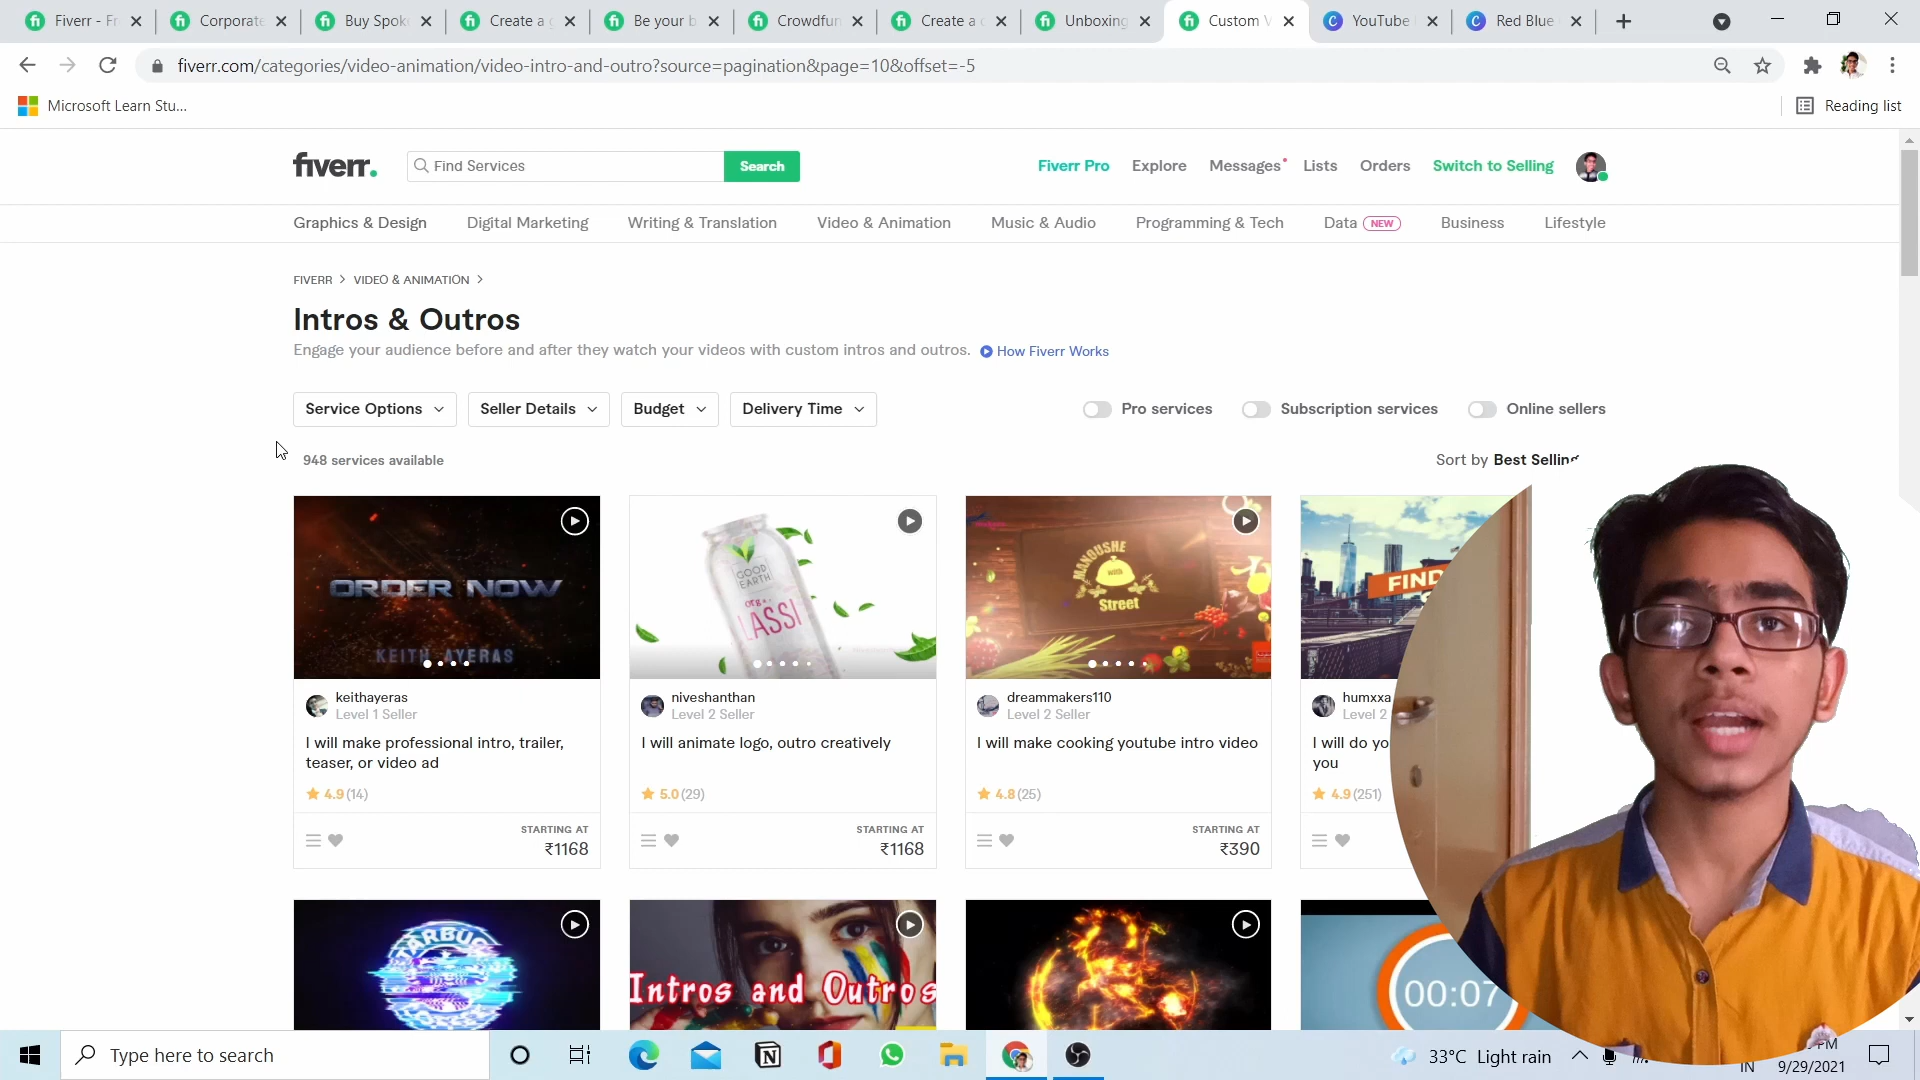 Fiverr - Fr
Corporate
Buy Spok
Create a g
Be your b
Crowdfun
Create a c
Unboxing
Custom V
YouTube
Red Blue
fiverr.com/categories/video-animation/video-intro-and-outro?source=pagination&page=10&offset=-5
Microsoft Learn Stu...
Reading list
fiverr.
Find Services
Search
Fiverr Pro
Explore
Messages
Lists
Orders
Switch to Selling
Graphics & Design
Digital Marketing
Writing & Translation
Video & Animation
Music & Audio
Programming & Tech
Data NEW
Business
Lifestyle
FIVERR > VIDEO & ANIMATION >
Intros & Outros
Engage your audience before and after they watch your videos with custom intros and outros.
How Fiverr Works
Service Options
Seller Details
Budget
Delivery Time
Pro services
Subscription services
Online sellers
948 services available
Sort by Best Selling
ORDER NOW
KEITH AYERAS
keithayeras
Level 1 Seller
I will make professional intro, trailer,
teaser, or video ad
4.9 (14)
STARTING AT
₹1168
GOOD
EARTH
LASSI
niveshanthan
Level 2 Seller
I will animate logo, outro creatively
5.0 (29)
STARTING AT
₹1168
MANOUSHE
with
Street
dreammakers110
Level 2 Seller
I will make cooking youtube intro video
4.8 (25)
STARTING AT
₹390
FIND
humxxa
Level 2
I will do yo
you
4.9 (251)
STARBUC
Intros and Outros
00:07
Type here to search
33°C Light rain
PM
IN
9/29/2021